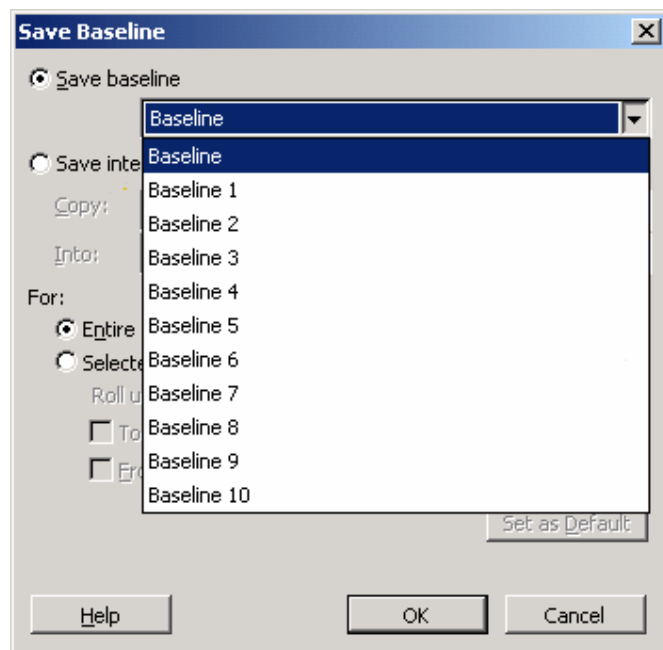 Save Baseline
Save baseline
Baseline
Baseline
Save inte
Baseline 1
Copy:
Baseline 2
Into:
Baseline 3
For:
Baseline 4
Entire
Baseline 5
Selecte
Baseline 6
Roll u
Baseline 7
To
Baseline 8
Fro
Baseline 9
Baseline 10
Set as Default
Help
OK
Cancel